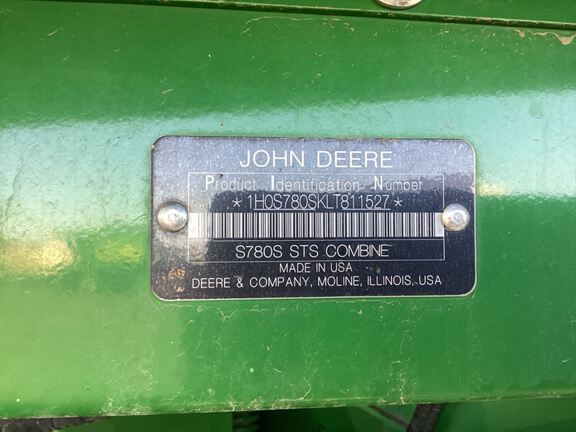 JOHN DEERE
Product Identification Number
*1H0S780SKLT811527*
S780S STS COMBINE
MADE IN USA
DEERE & COMPANY, MOLINE, ILLINOIS, USA